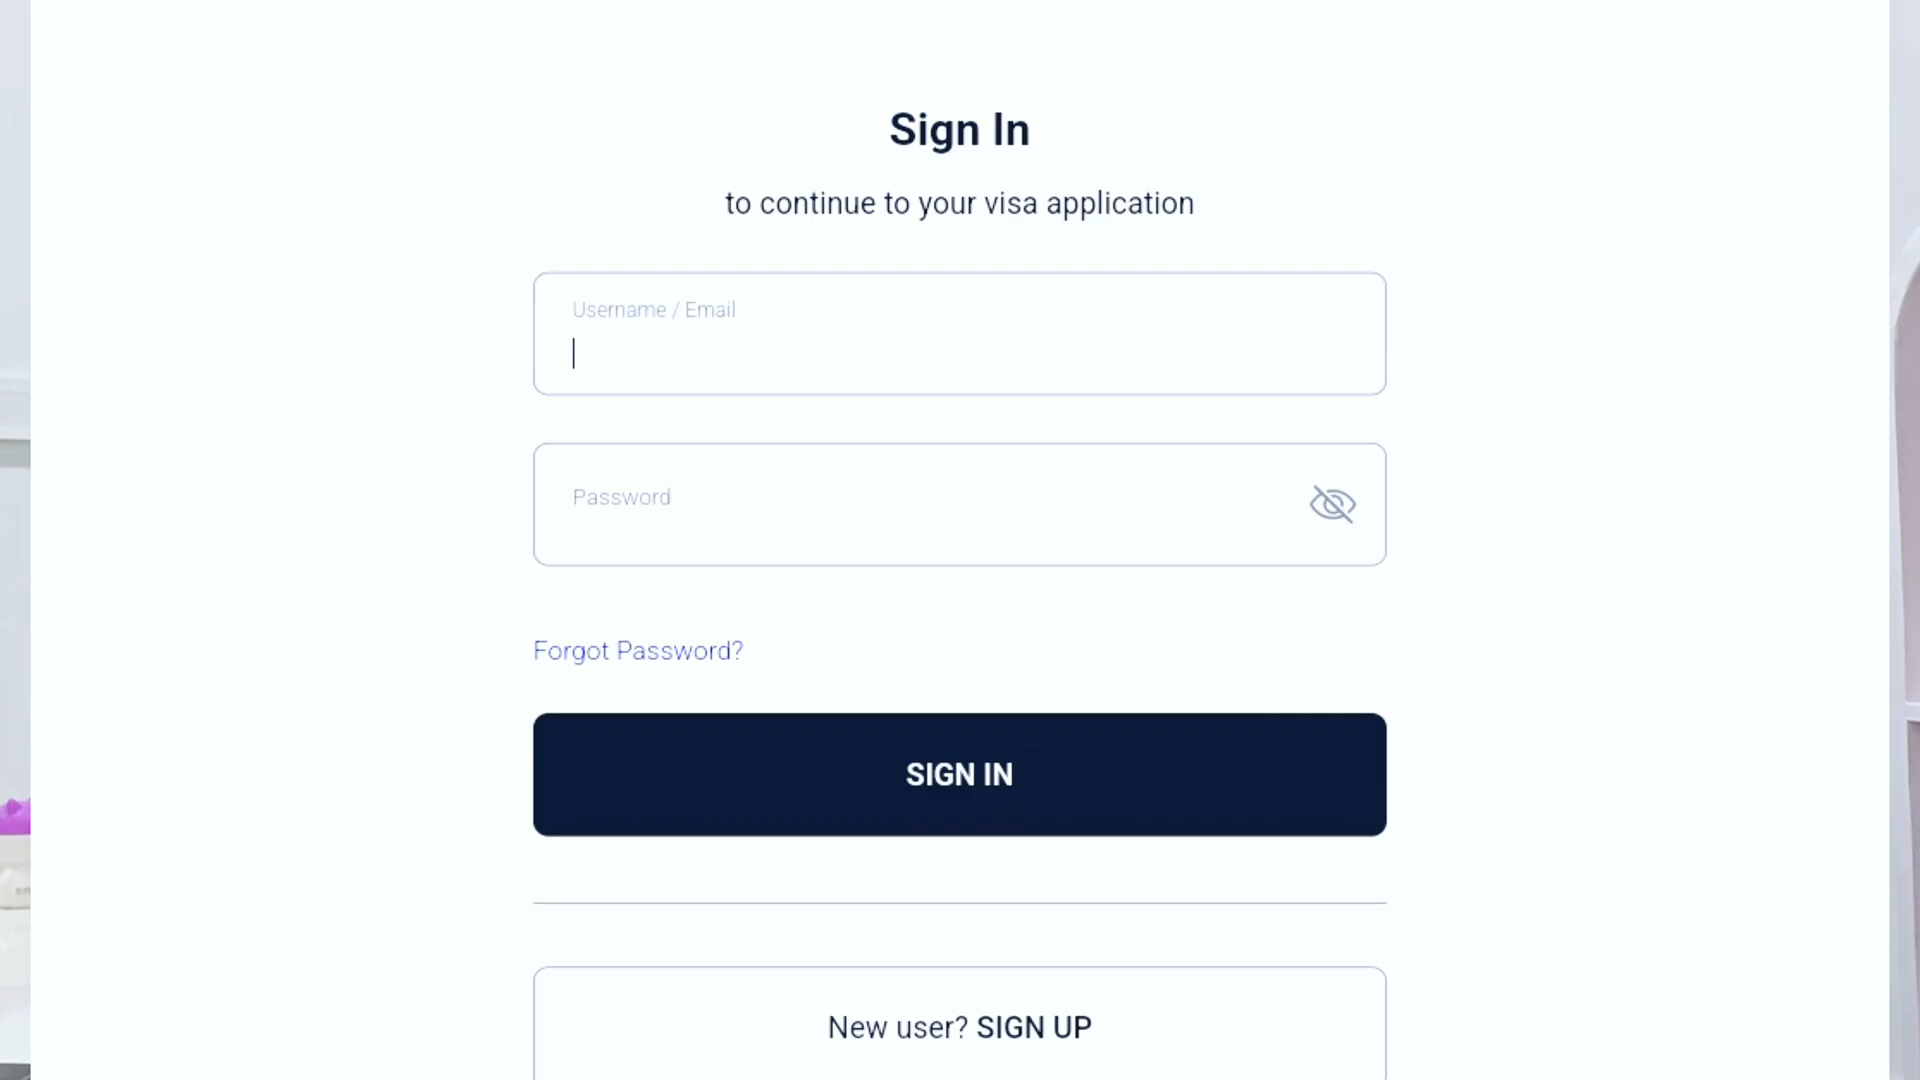 Sign In
to continue to your visa application
Username / Email
Password
Forgot Password?
SIGN IN
New user? SIGN UP